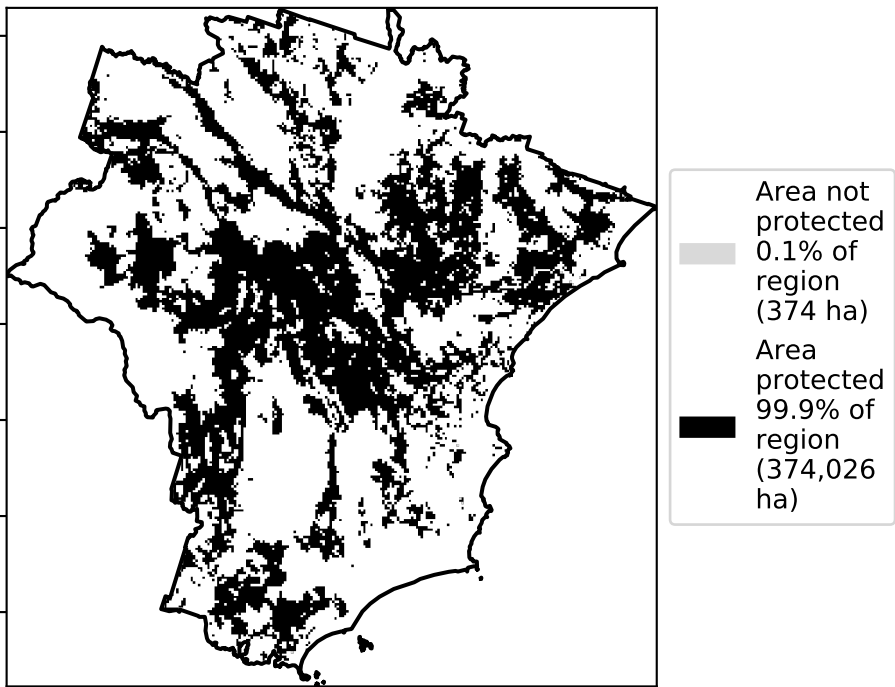 Area not
protected
0.1% of
region
(374 ha)
Area
protected
99.9% of
region
(374,026
ha)